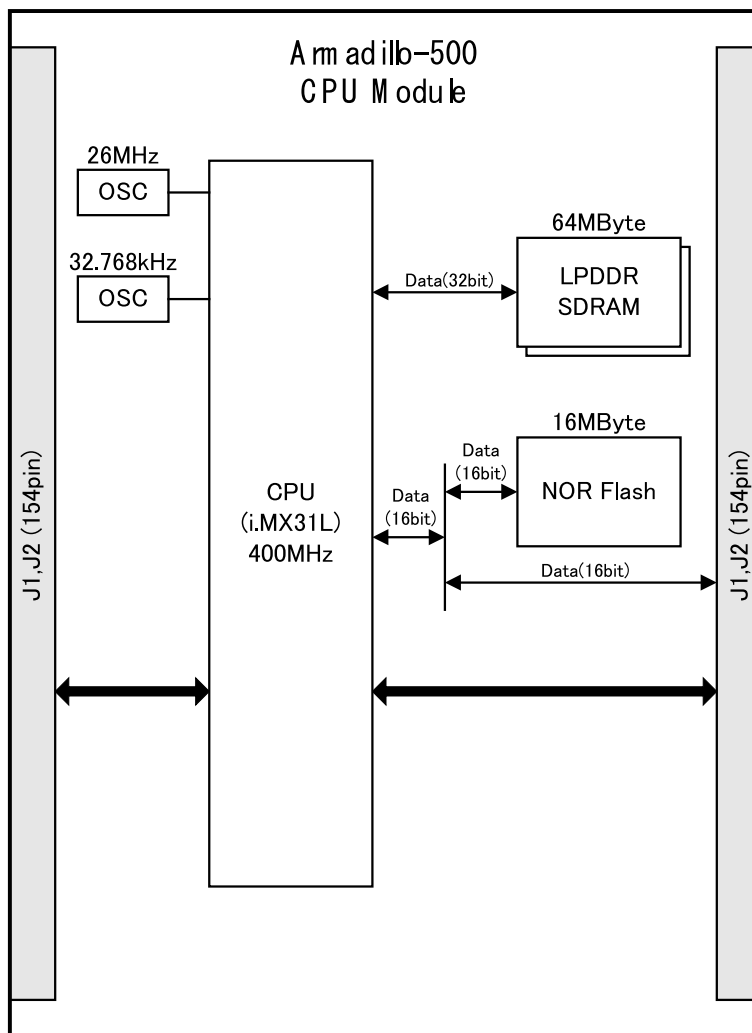 Armadillo-500
CPU Module
26MHz
OSC
32.768kHz
OSC
64MByte
LPDDR
SDRAM
Data(32bit)
16MByte
NOR Flash
Data
(16bit)
Data
(16bit)
Data(16bit)
CPU
(i.MX31L)
400MHz
J1,J2 (154pin)
J1,J2 (154pin)